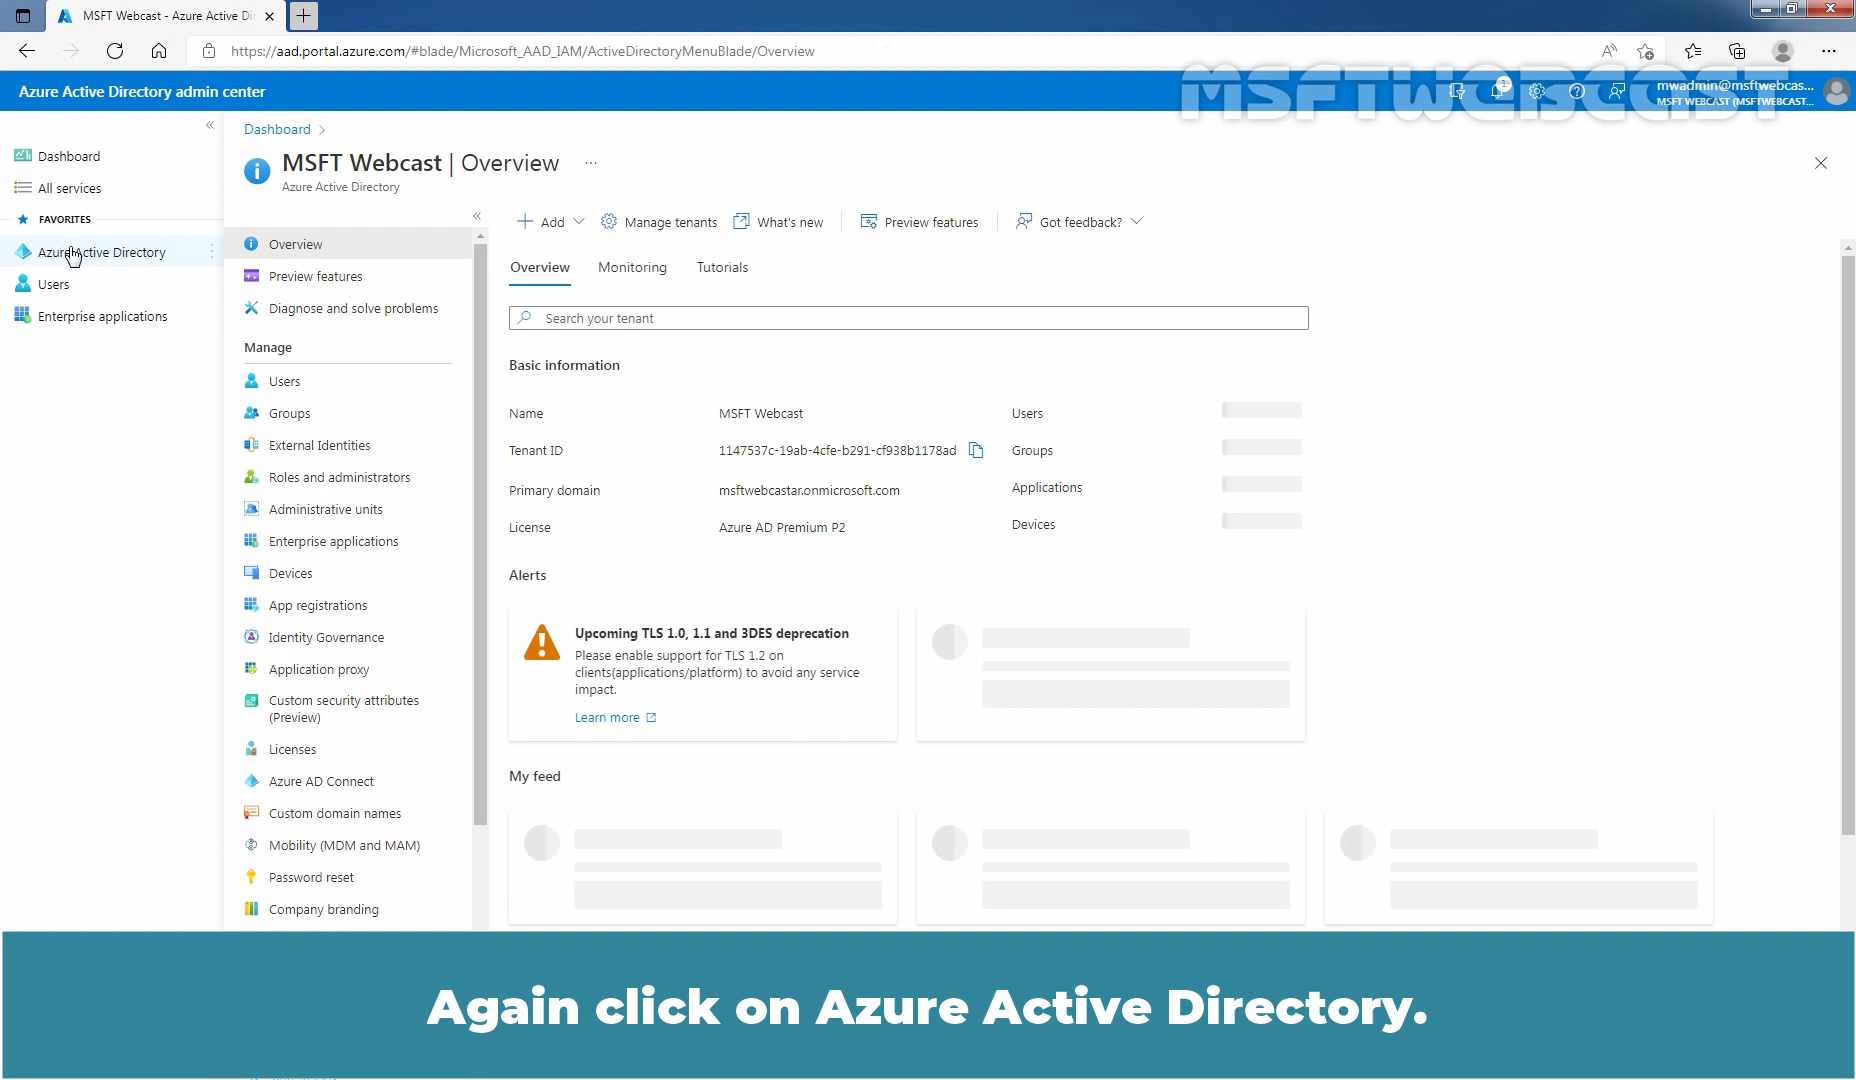 MSFT Webcast - Azure Active Di
https://aad.portal.azure.com/#blade/Microsoft_AAD_IAM/ActiveDirectoryMenuBlade/Overview
MSFTWEBCAST
Azure Active Directory admin center
1
mwadmin@msftwebcas...
MSFT WEBCAST (MSFTWEBCAST...
Dashboard
All services
FAVORITES
Azure Active Directory
Users
Enterprise applications
Dashboard
MSFT Webcast | Overview
Azure Active Directory
Overview
Preview features
Diagnose and solve problems
Manage
Users
Groups
External Identities
Roles and administrators
Administrative units
Enterprise applications
Devices
App registrations
Identity Governance
Application proxy
Custom security attributes
(Preview)
Licenses
Azure AD Connect
Custom domain names
Mobility (MDM and MAM)
Password reset
Company branding
Add
Manage tenants
What's new
Preview features
Got feedback?
Overview
Monitoring
Tutorials
Search your tenant
Basic information
Name
MSFT Webcast
Users
Tenant ID
1147537c-19ab-4cfe-b291-cf938b1178ad
Groups
Primary domain
msftwebcastar.onmicrosoft.com
Applications
License
Azure AD Premium P2
Devices
Alerts
Upcoming TLS 1.0, 1.1 and 3DES deprecation
Please enable support for TLS 1.2 on
clients(applications/platform) to avoid any service
impact.
Learn more
My feed
Again click on Azure Active Directory.